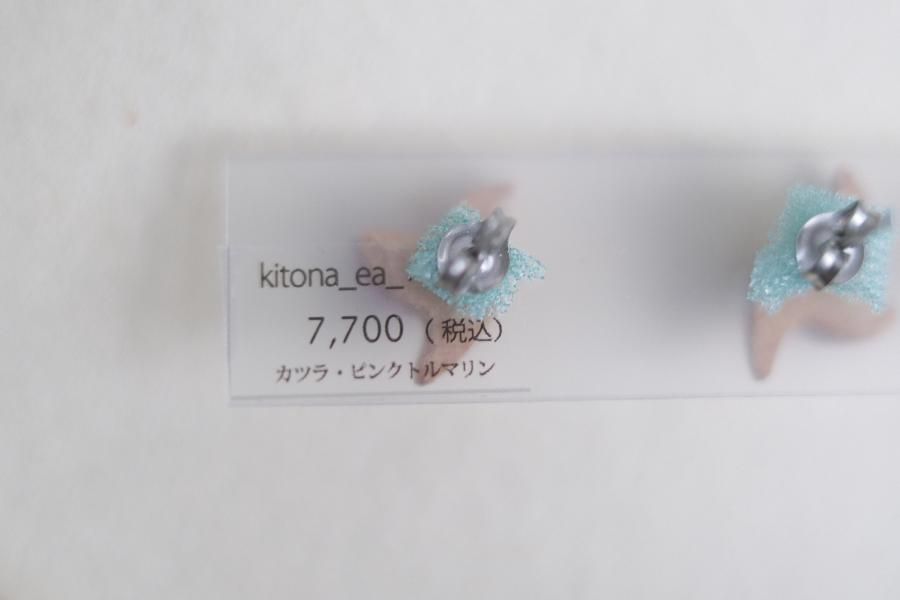 kitona_ea_
7,700 (税込)
カツラ・ピンクトルマリン